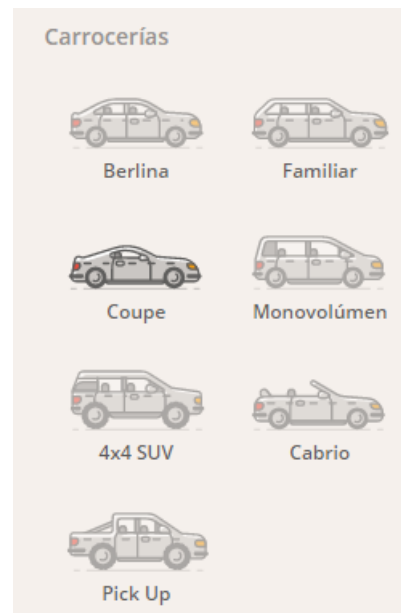 Carrocerías
Berlina
Familiar
Coupe
Monovolúmen
4x4 SUV
Cabrio
Pick Up